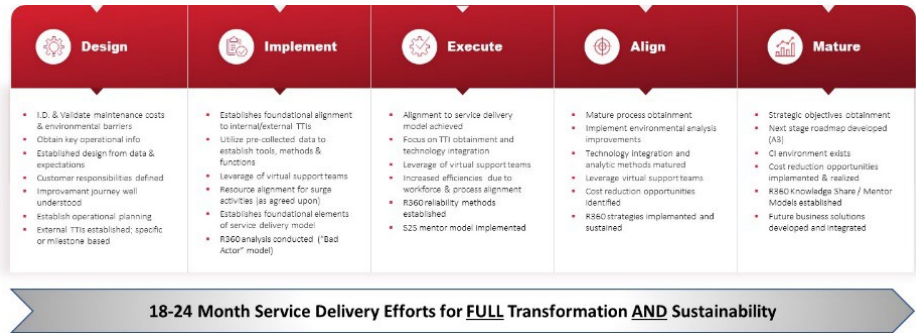 Design
I.D. & Validate maintenance costs
& environmental barriers
Obtain key operational info
Established design from data &
expectations
Customer responsibilities defined
Improvement journey well
understood
Establish operational planning
External TTIs established; specific
or milestone based
Implement
Establishes foundational alignment
to internal/external TTIs
Utilize pre-collected data to
establish tools, methods &
functions
Leverage of virtual support teams
Resource alignment for surge
activities (as agreed upon)
Establishes foundational elements
of service delivery model
R360 analysis conducted ("Bad
Actor" model)
Execute
Alignment to service delivery
model achieved
Focus on TTI obtainment and
technology integration
Leverage of virtual support teams
Increased efficiencies due to
workforce & process alignment
R360 reliability methods
established
S2S mentor model implemented
Align
Mature process obtainment
Implement environmental analysis
improvements
Technology integration and
analytic methods matured
Leverage virtual support teams
Cost reduction opportunities
identified
R360 strategies implemented and
sustained
Mature
Strategic objectives obtainment
Next stage roadmap developed
(A3)
CI environment exists
Cost reduction opportunities
implemented & realized
R360 Knowledge Share / Mentor
Models established
Future business solutions
developed and integrated
18-24 Month Service Delivery Efforts for FULL Transformation AND Sustainability